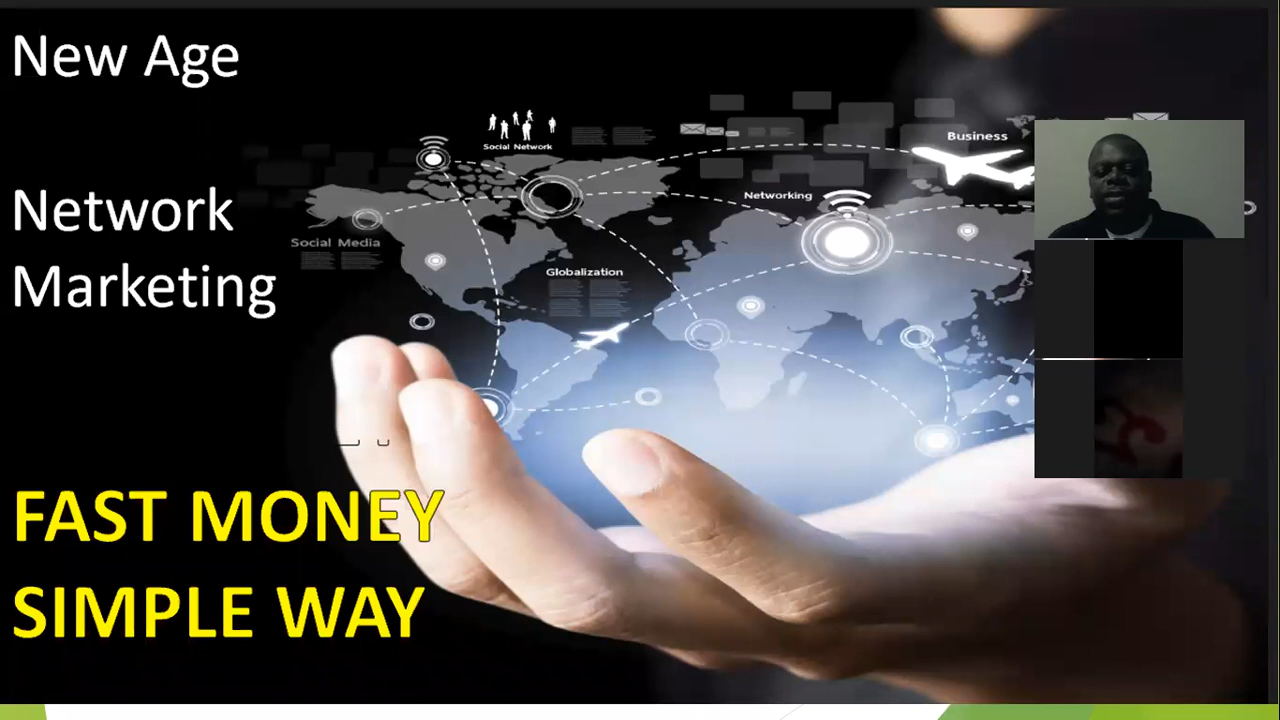 New Age
Network
Marketing
FAST MONEY
SIMPLE WAY
Social Network
Business
Networking
Social Media
Globalization